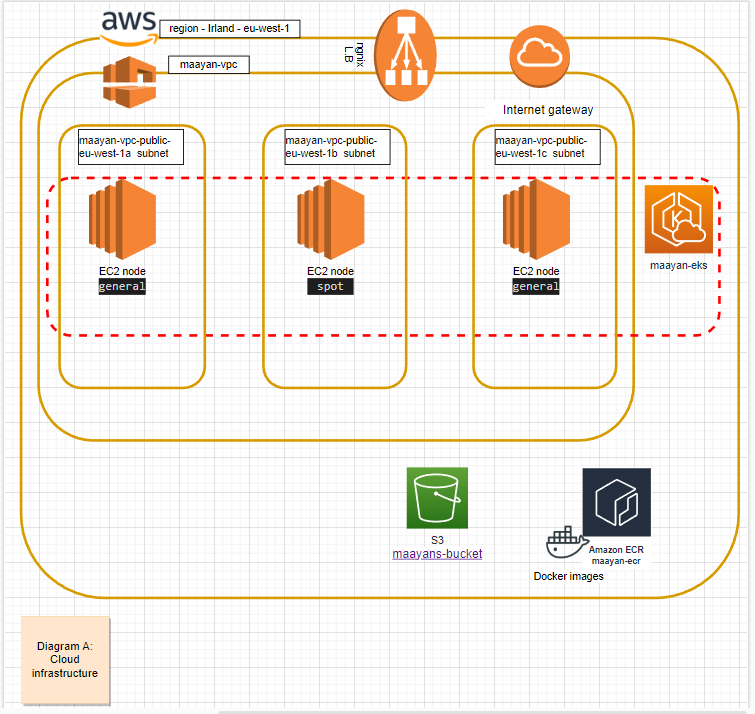 aws
region - Irland - eu-west-1
maayan-vpc
ngnix
L.B
Internet gateway
maayan-vpc-public-
eu-west-1a subnet
maayan-vpc-public-
eu-west-1b subnet
maayan-vpc-public-
eu-west-1c subnet
EC2 node
general
EC2 node
spot
EC2 node
general
K
maayan-eks
S3
maayans-bucket
Amazon ECR
maayan-ecr
Docker images
Diagram A:
Cloud
infrastructure